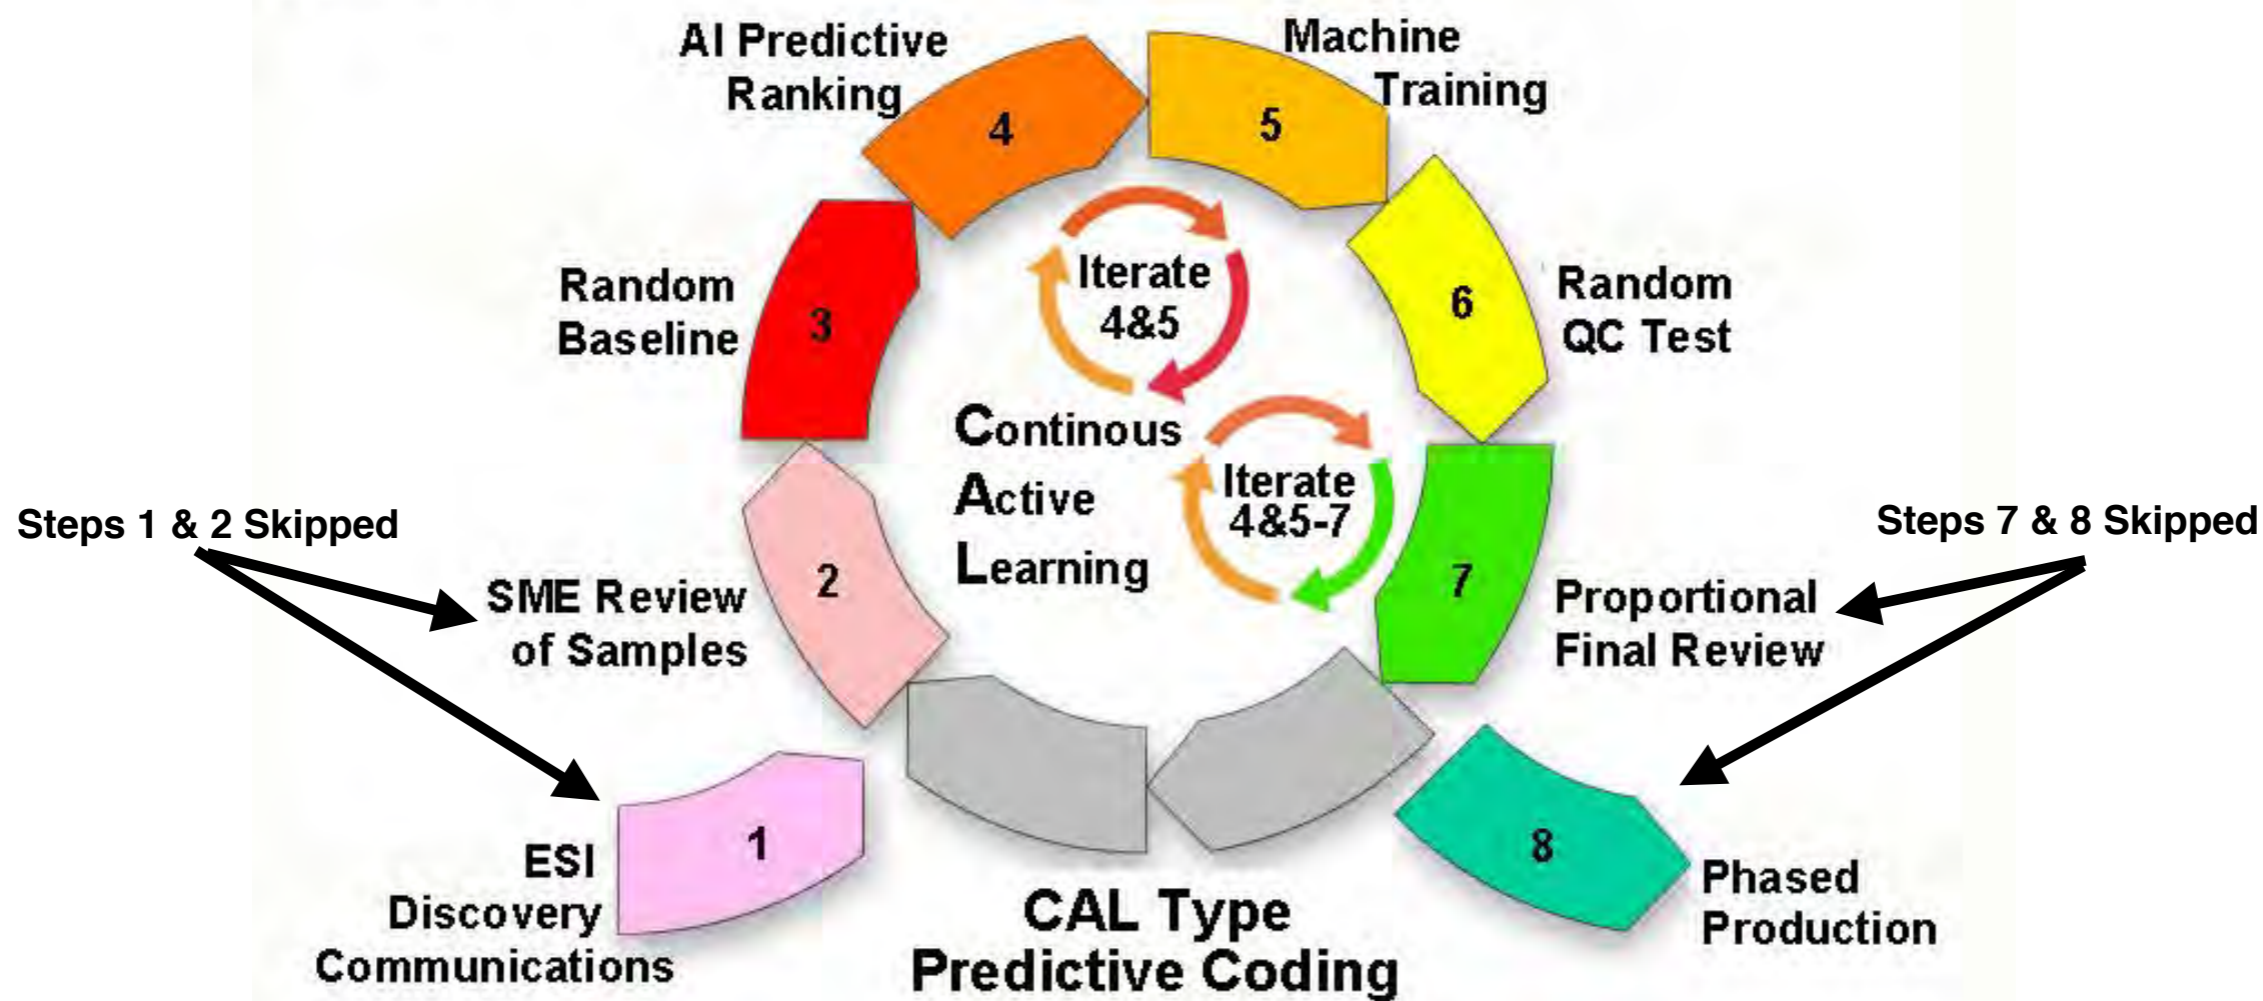 AI Predictive
Ranking
4
Machine
Training
5
Random
Baseline
3
Iterate
4&5
6
Random
QC Test
Continous
Active
Learning
Iterate
4&5-7
7
Steps 1 & 2 Skipped
Steps 7 & 8 Skipped
SME Review
of Samples
2
Proportional
Final Review
1
ESI
Discovery
Communications
8
Phased
Production
CAL Type
Predictive Coding